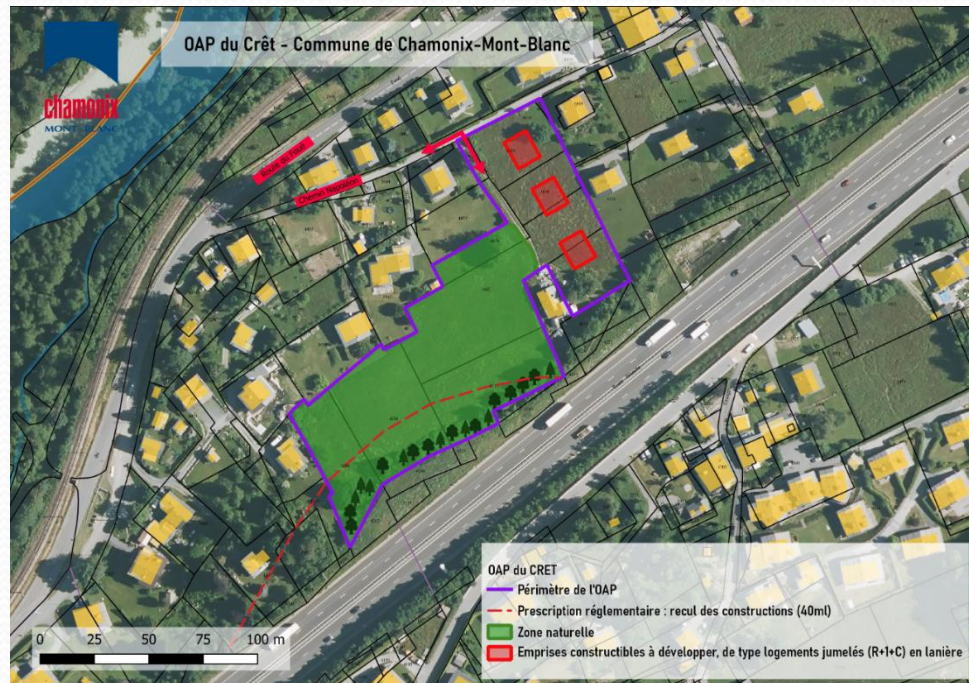 OAP du Crêt - Commune de Chamonix-Mont-Blanc
chamonix
MONT-BLANC
Route du Foun
Chemin Napoléon
OAP du CRET
Périmètre de l'OAP
Prescription réglementaire : recul des constructions (40ml)
Zone naturelle
Emprises constructibles à développer, de type logements jumelés (R+1+C) en lanière
0 25 50 75 100 m